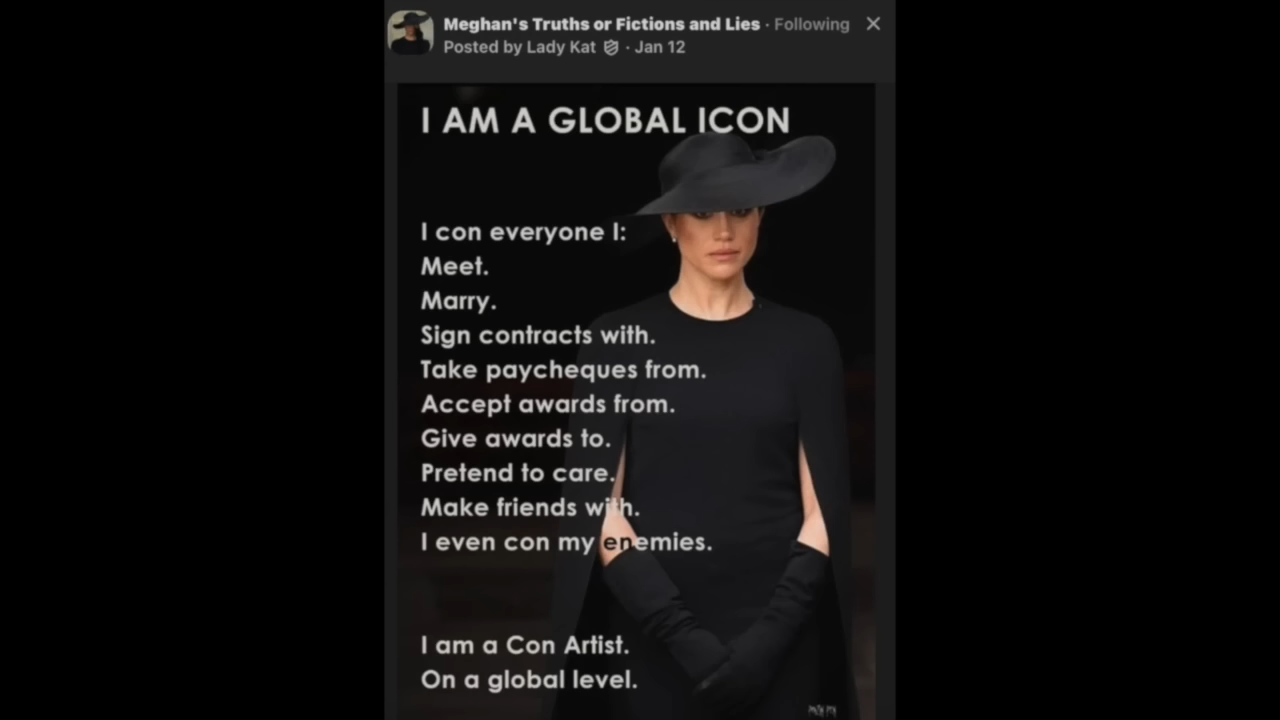 Meghan's Truths or Fictions and Lies · Following
Posted by Lady Kat · Jan 12
I AM A GLOBAL ICON
I con everyone I:
Meet.
Marry.
Sign contracts with.
Take paycheques from.
Accept awards from.
Give awards to.
Pretend to care.
Make friends with.
I even con my enemies.
I am a Con Artist.
On a global level.